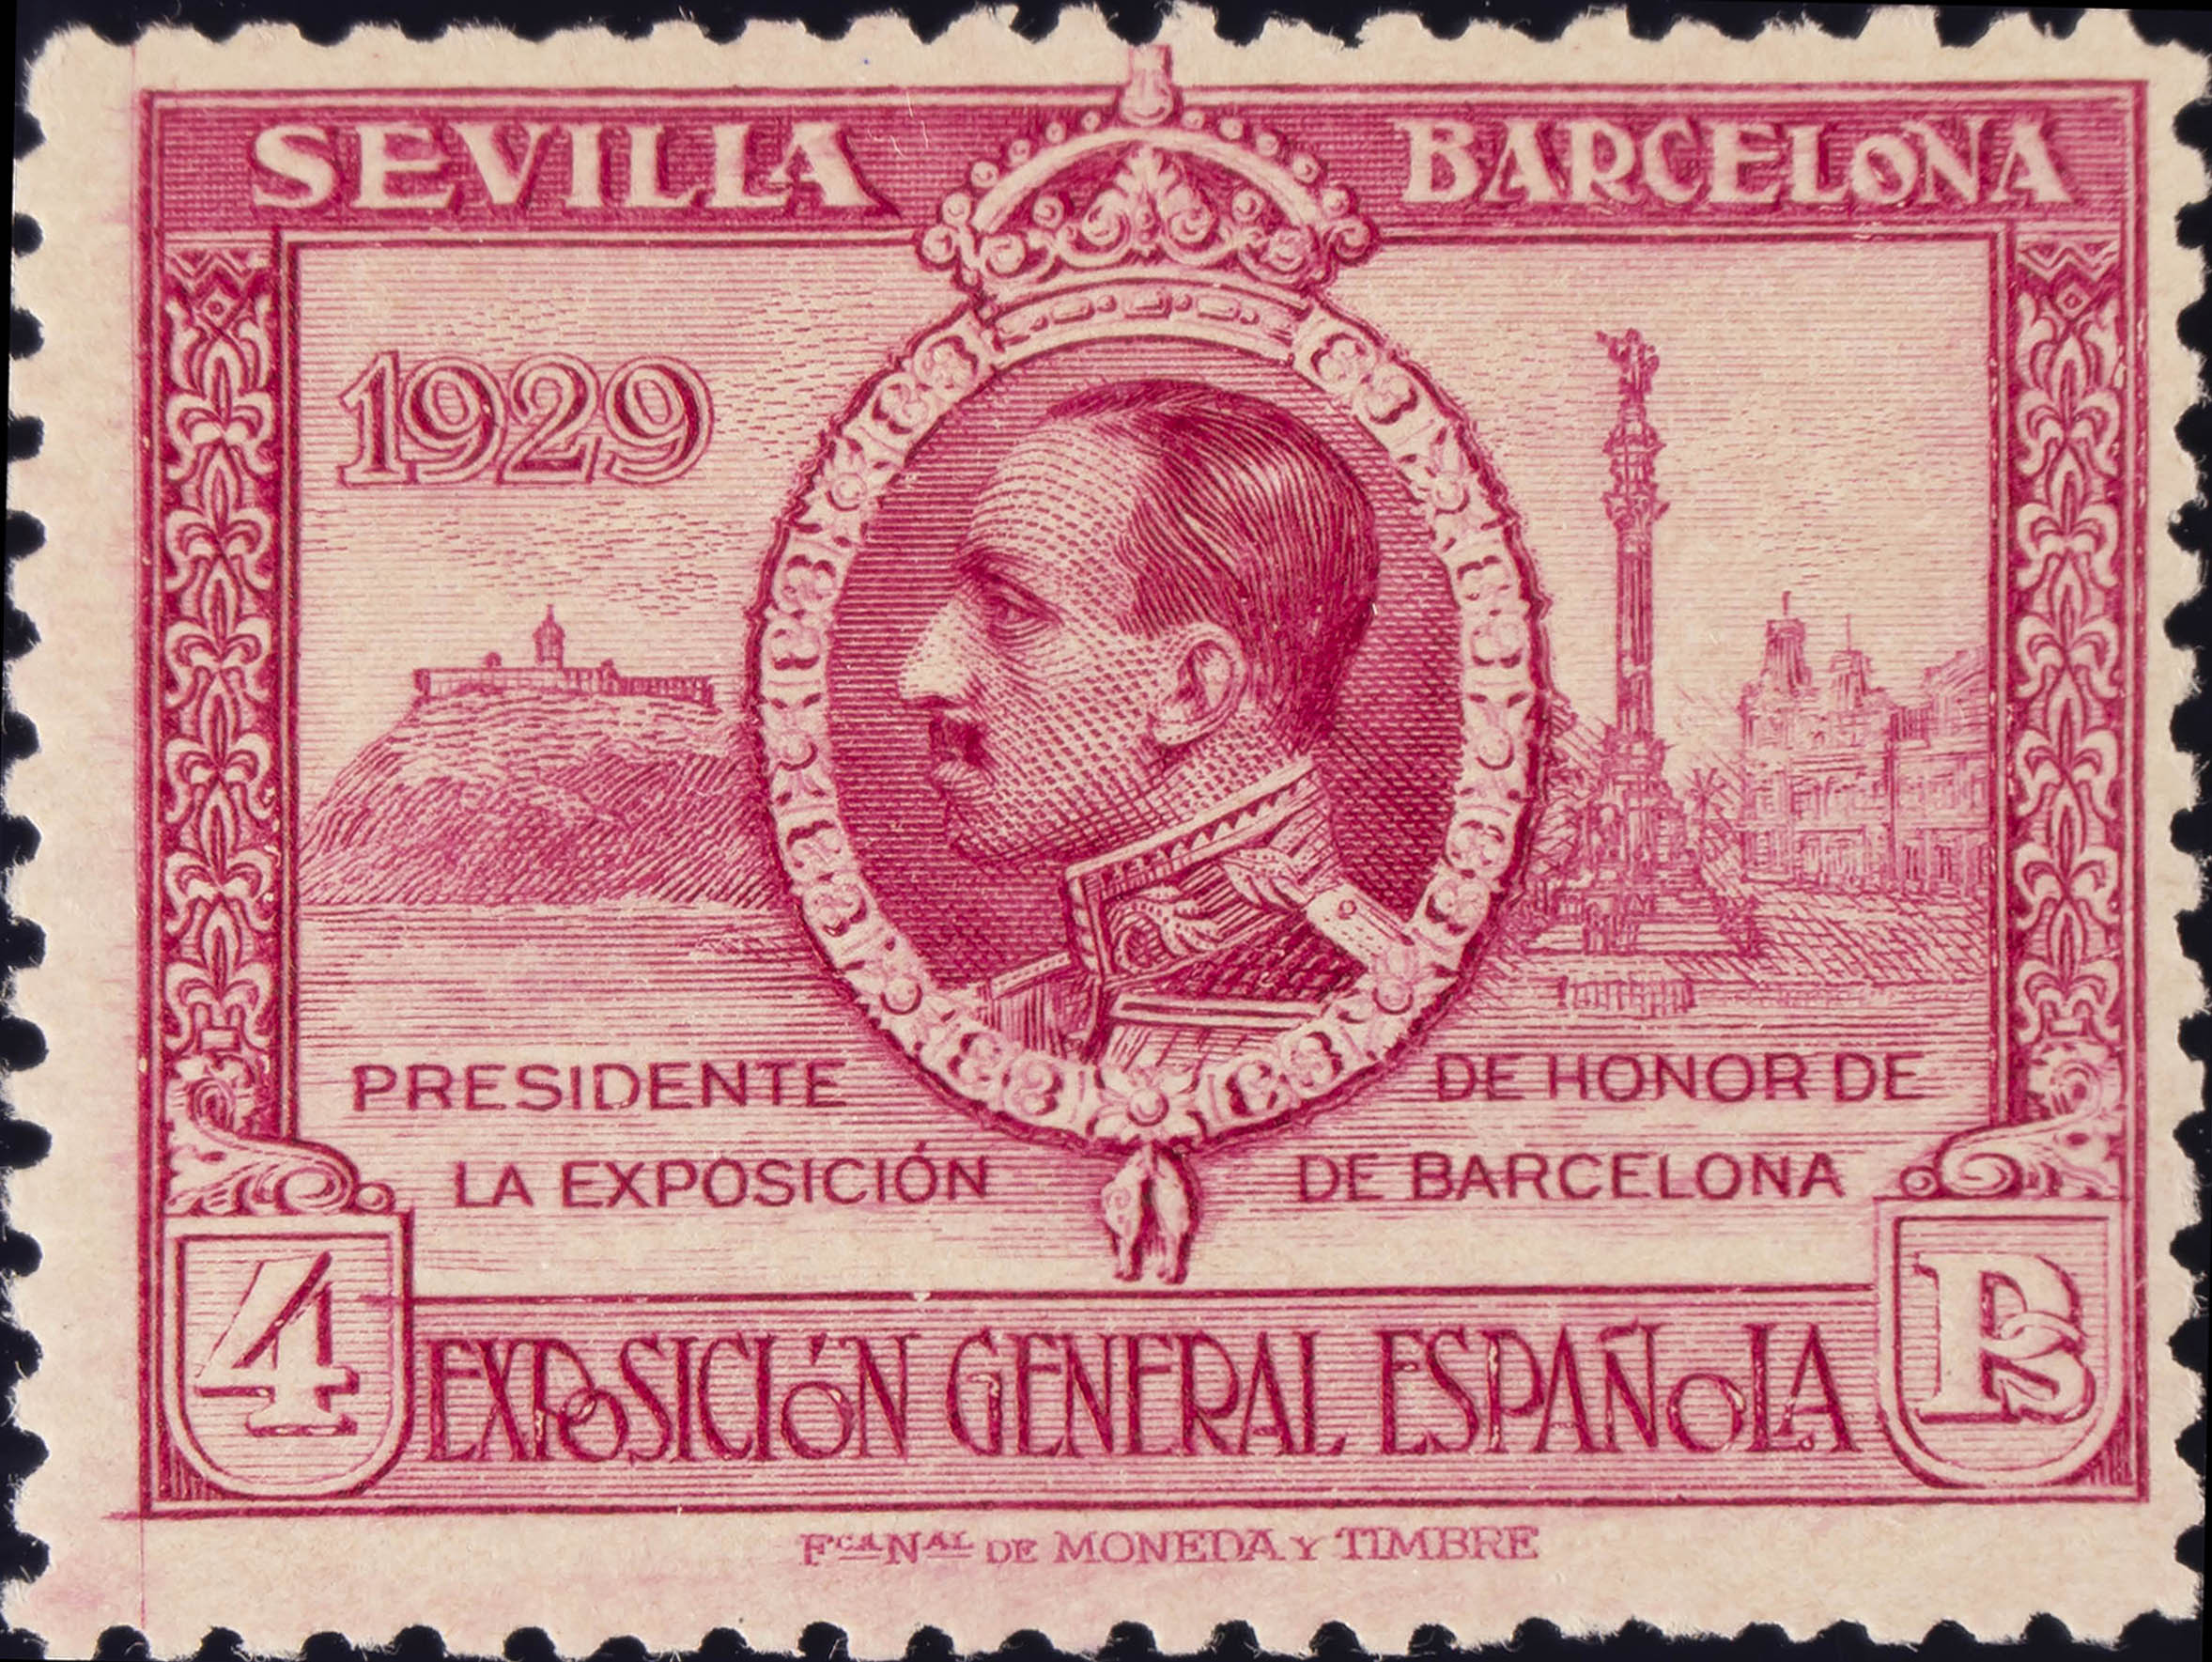 SEVILLA BARCELONA
1929
PRESIDENTE DE HONOR DE
LA EXPOSICIÓN DE BARCELONA
4 EXPOSICIÓN GENERAL ESPAÑOLA Ps
Fca Nal DE MONEDA Y TIMBRE